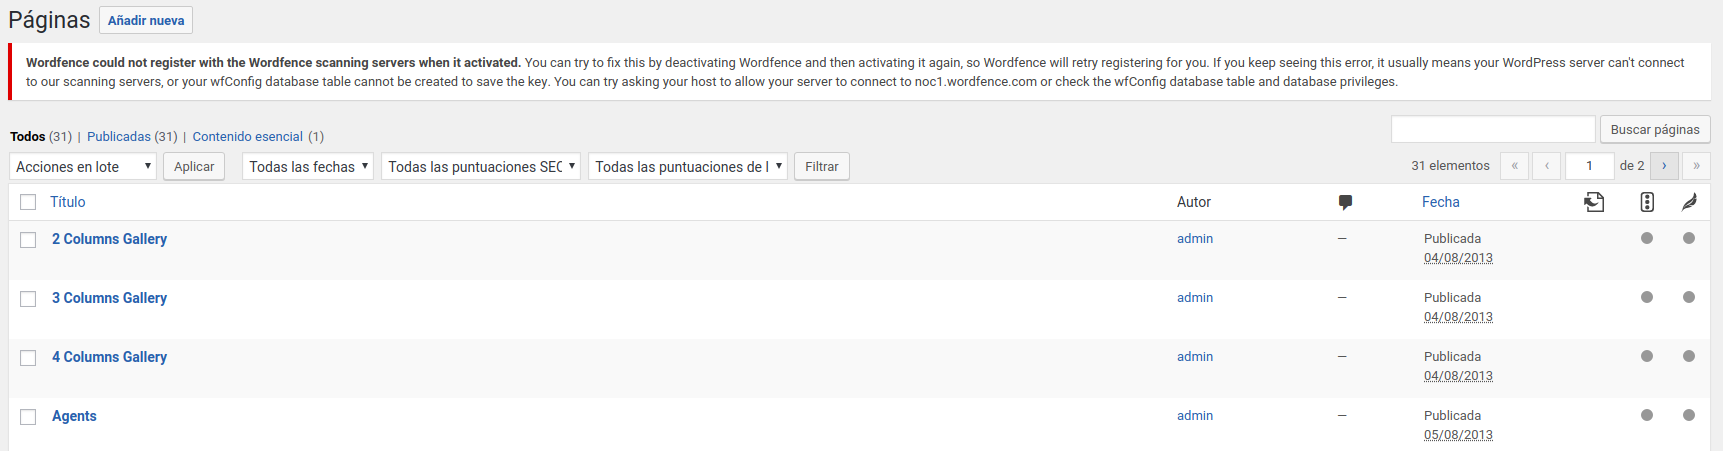 Páginas Añadir nueva
Wordfence could not register with the Wordfence scanning servers when it activated. You can try to fix this by deactivating Wordfence and then activating it again, so Wordfence will retry registering for you. If you keep seeing this error, it usually means your WordPress server can't connect
to our scanning servers, or your wfConfig database table cannot be created to save the key. You can try asking your host to allow your server to connect to noc1.wordfence.com or check the wfConfig database table and database privileges.
Todos (31) | Publicadas (31) | Contenido esencial (1) Buscar páginas
Acciones en lote Aplicar Todas las fechas Todas las puntuaciones SEC Todas las puntuaciones de l Filtrar 31 elementos « ‹ 1 de 2 › »
Título Autor Fecha
2 Columns Gallery admin — Publicada
04/08/2013
3 Columns Gallery admin — Publicada
04/08/2013
4 Columns Gallery admin — Publicada
04/08/2013
Agents admin — Publicada
05/08/2013